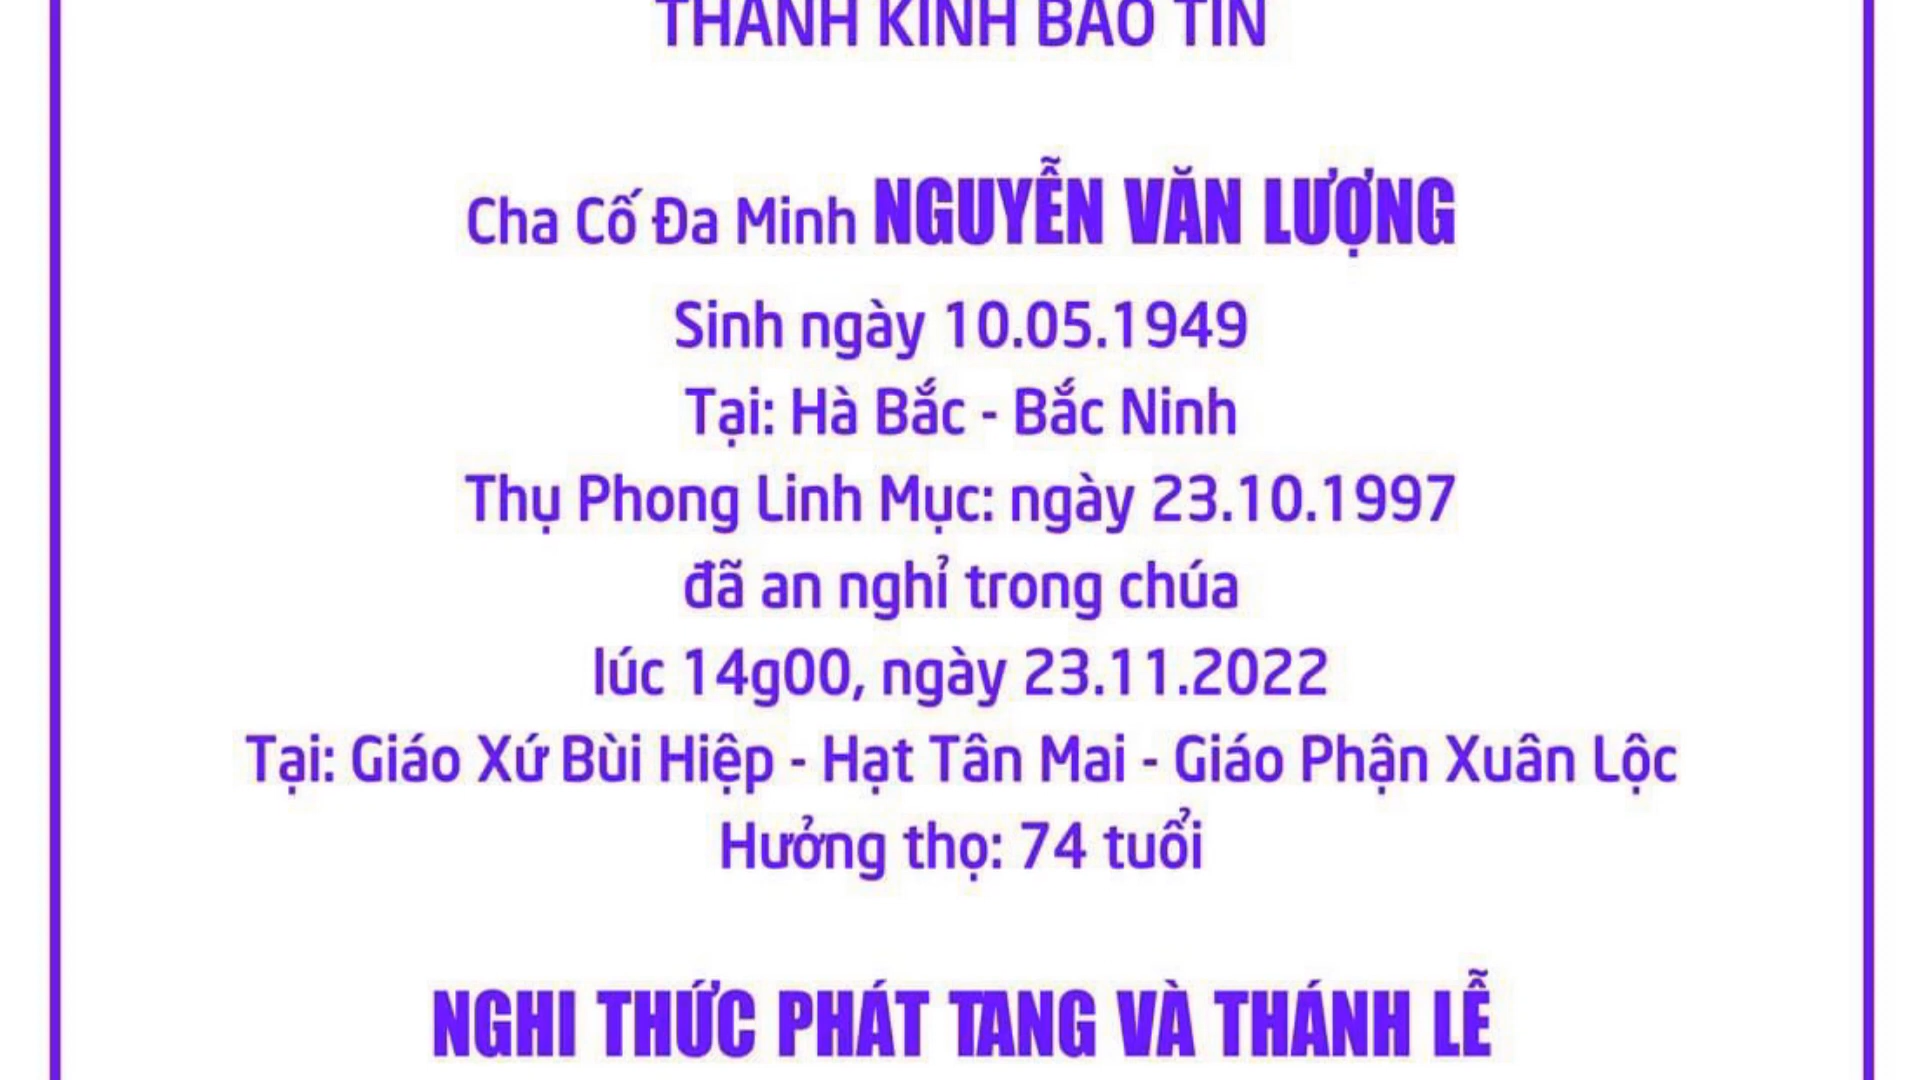 THÀNH KÍNH BÁO TIN
Cha Cố Đa Minh NGUYỄN VĂN LƯỢNG
Sinh ngày 10.05.1949
Tại: Hà Bắc - Bắc Ninh
Thụ Phong Linh Mục: ngày 23.10.1997
đã an nghỉ trong chúa
lúc 14g00, ngày 23.11.2022
Tại: Giáo Xứ Bùi Hiệp - Hạt Tân Mai - Giáo Phận Xuân Lộc
Hưởng thọ: 74 tuổi
NGHI THỨC PHÁT TANG VÀ THÁNH LỄ